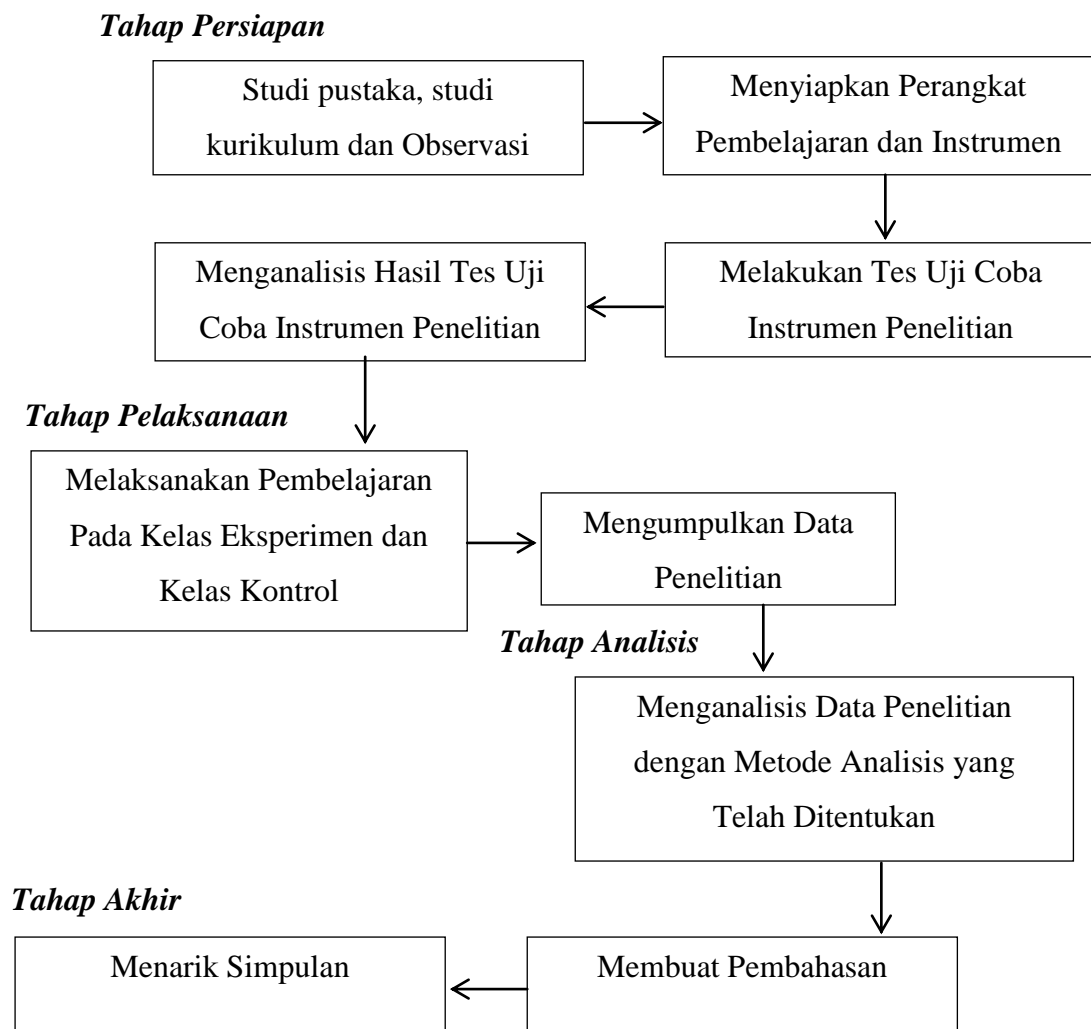 Tahap Persiapan
Studi pustaka, studi
kurikulum dan Observasi
Menyiapkan Perangkat
Pembelajaran dan Instrumen
Melakukan Tes Uji Coba
Instrumen Penelitian
Menganalisis Hasil Tes Uji
Coba Instrumen Penelitian
Tahap Pelaksanaan
Melaksanakan Pembelajaran
Pada Kelas Eksperimen dan
Kelas Kontrol
Mengumpulkan Data
Penelitian
Tahap Analisis
Menganalisis Data Penelitian
dengan Metode Analisis yang
Telah Ditentukan
Tahap Akhir
Membuat Pembahasan
Menarik Simpulan